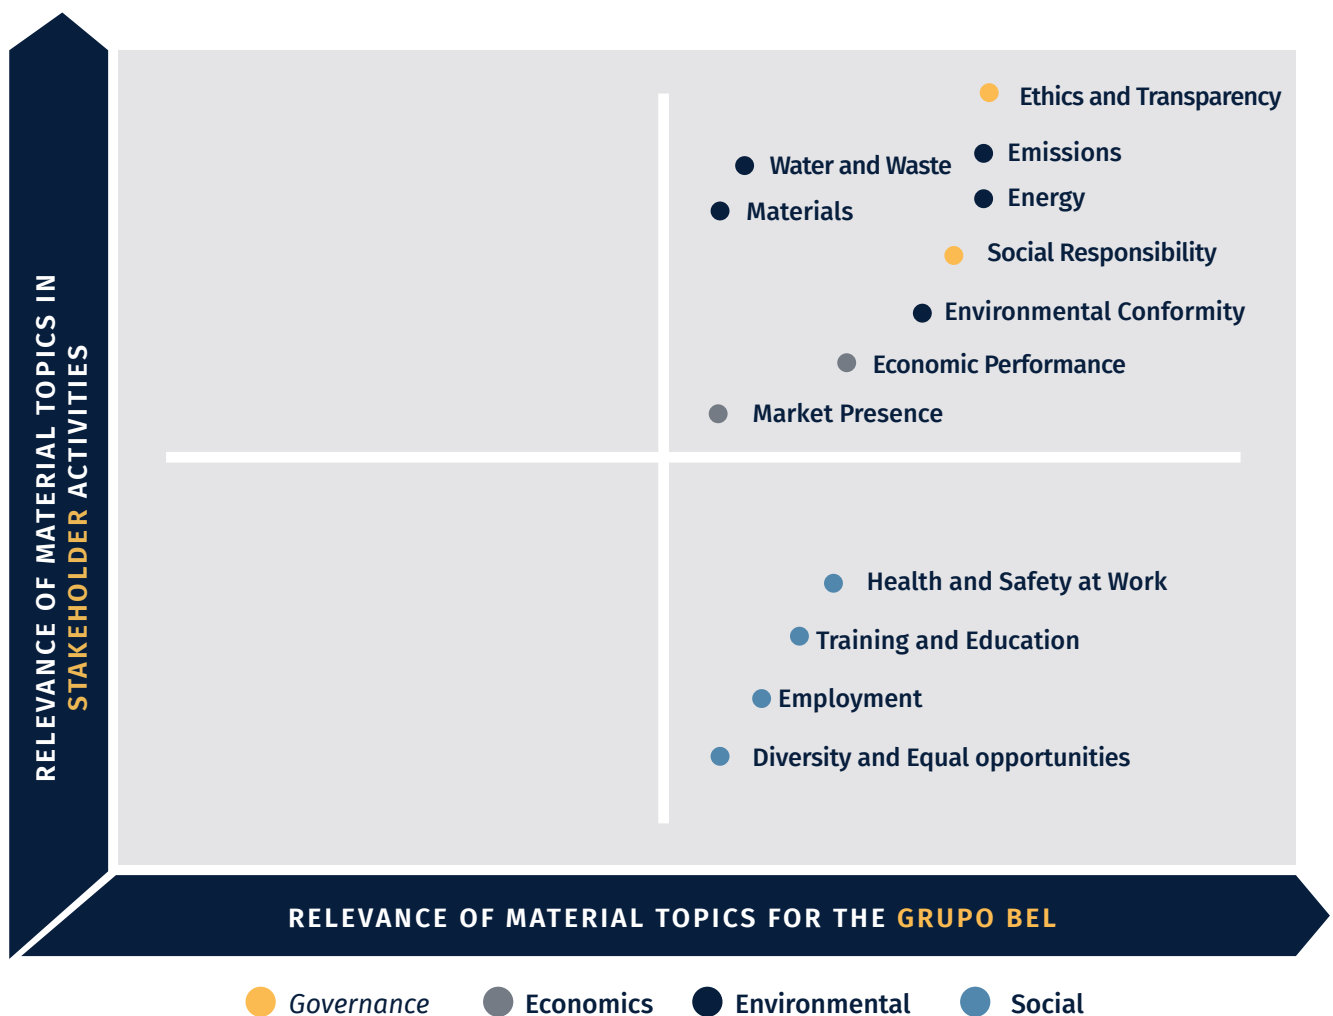 RELEVANCE OF MATERIAL TOPICS IN
STAKEHOLDER ACTIVITIES
Ethics and Transparency
Emissions
Water and Waste
Energy
Materials
Social Responsibility
Environmental Conformity
Economic Performance
Market Presence
Health and Safety at Work
Training and Education
Employment
Diversity and Equal opportunities
RELEVANCE OF MATERIAL TOPICS FOR THE GRUPO BEL
Governance
Economics
Environmental
Social